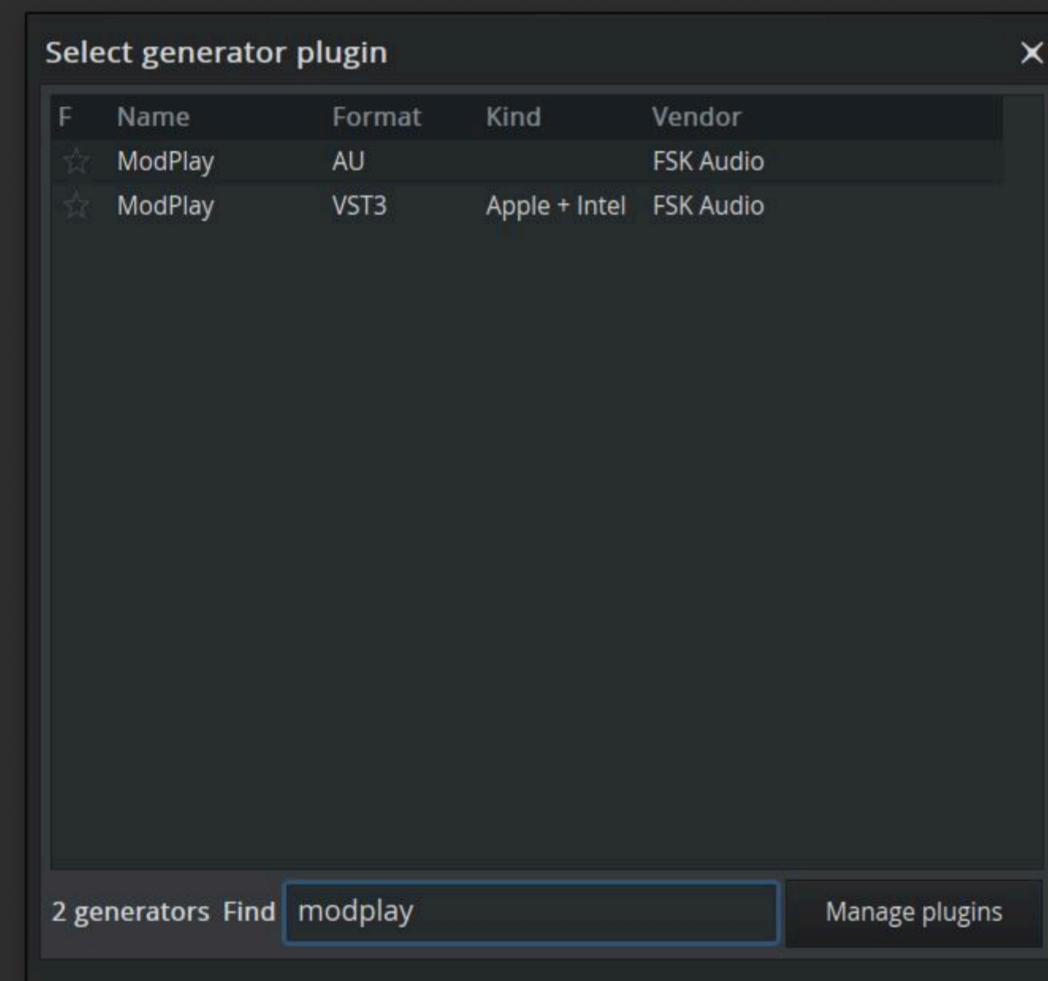 Select generator plugin
F Name Format Kind Vendor
ModPlay AU FSK Audio
ModPlay VST3 Apple + Intel FSK Audio
2 generators Find modplay Manage plugins